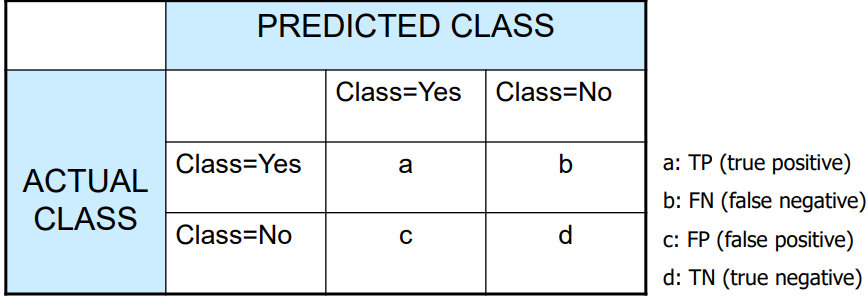 PREDICTED CLASS
Class=Yes Class=No
ACTUAL
CLASS
Class=Yes a b
Class=No c d
a: TP (true positive)
b: FN (false negative)
c: FP (false positive)
d: TN (true negative)